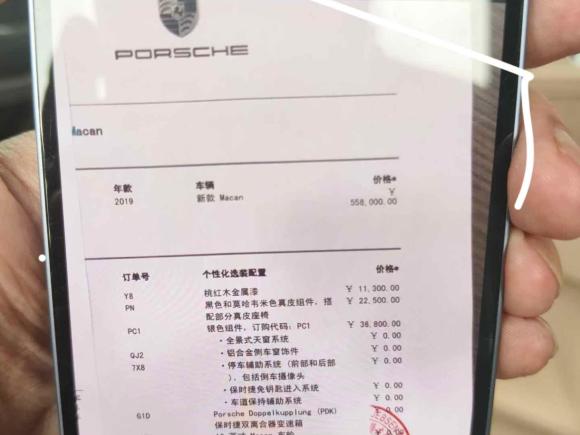 PORSCHE
Macan
年款 车辆 价格*
2019 新款 Macan ￥
558,000.00
订单号 个性化选装配置 价格*
Y8 桃红木金属漆 ￥ 11,300.00
PN 黑色和莫哈韦米色真皮组件，搭 ￥ 22,500.00
配部分真皮座椅
PC1 银色组件，订购代码：PC1 ￥ 36,800.00
·全景式天窗系统 ￥ 0.00
QJ2 ·铝合金侧车窗饰件 ￥ 0.00
7X8 ·停车辅助系统（前部和后部 ￥ 0.00
），包括倒车摄像头
·保时捷免钥匙进入系统 ￥ 0.00
·车道保持辅助系统 ￥ 0.00
G1D Porsche Doppelkupplung (PDK) 0.00
保时捷双离合器变速箱